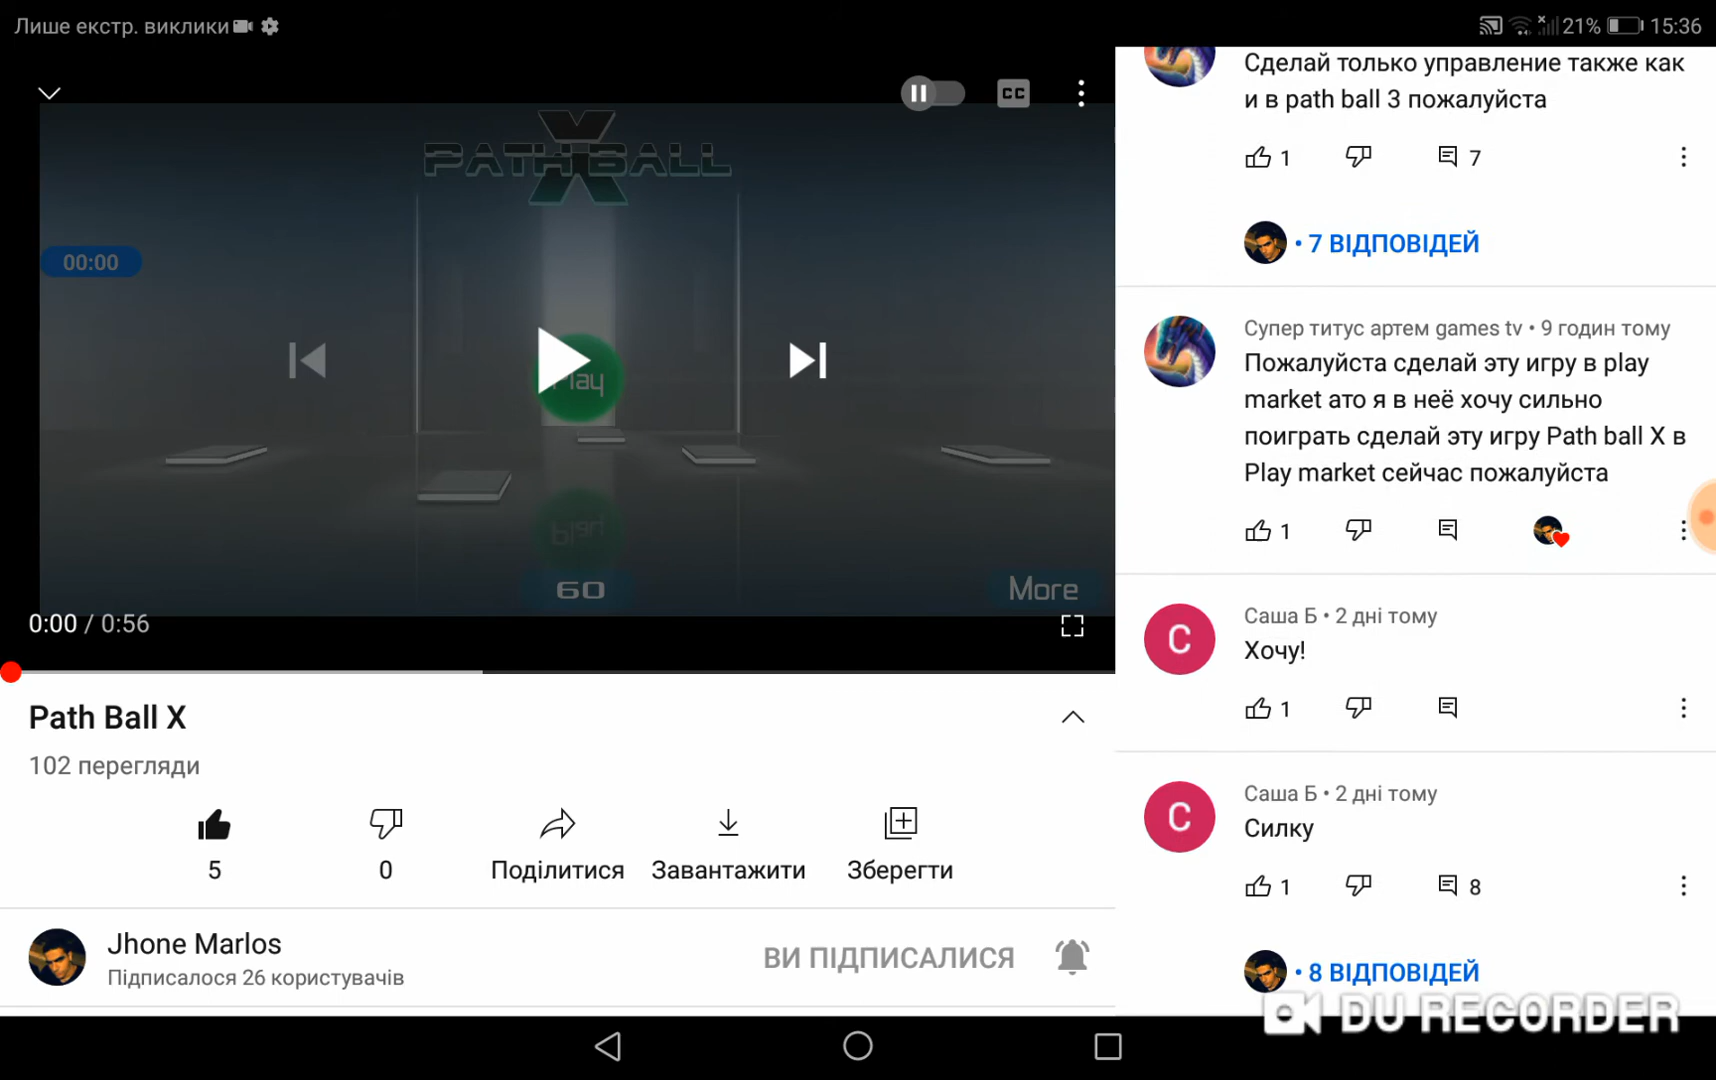 Лише екстр. виклики
21% 15:36
CC
PATH BALL
X
00:00
Play
60
More
0:00 / 0:56
Path Ball X
102 перегляди
5
0
Поділитися
Завантажити
Зберегти
Jhone Marlos
Підписалося 26 користувачів
ВИ ПІДПИСАЛИСЯ
Сделай только управление также как
и в path ball 3 пожалуйста
1
7
• 7 ВІДПОВІДЕЙ
Супер титус артем games tv • 9 годин тому
Пожалуйста сделай эту игру в play
market ато я в неё хочу сильно
поиграть сделай эту игру Path ball X в
Play market сейчас пожалуйста
1
С
Саша Б • 2 дні тому
Хочу!
1
С
Саша Б • 2 дні тому
Силку
1
8
• 8 ВІДПОВІДЕЙ
DU RECORDER